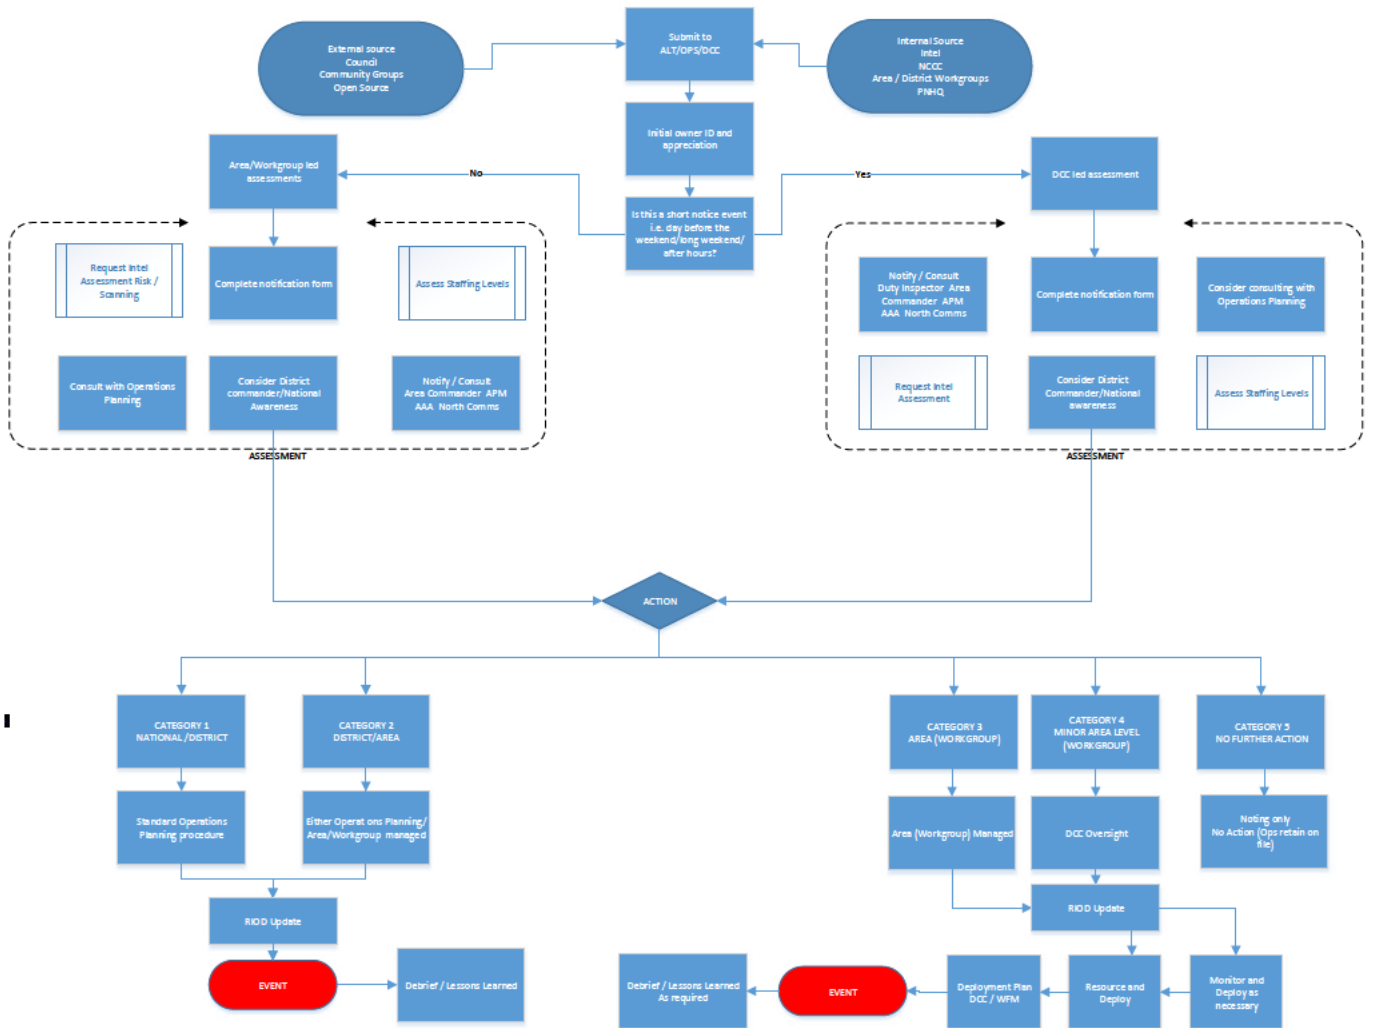 External source
Council
Community Groups
Open Source
Submit to
ALT/OPS/DCC
Internal Source
Intel
NCCC
Area / District Workgroups
PNHQ
Initial owner ID and
appreciation
Area/Workgroup led
assessments
No
Yes
DCC led assessment
Is this a short notice event
i.e. day before the
weekend/long weekend/
after hours?
Request Intel
Assessment Risk /
Scanning
Complete notification form
Assess Staffing Levels
Consult with Operations
Planning
Consider District
commander/National
Awareness
Notify / Consult
Area Commander APM
AAA North Comms
ASSESSMENT
Notify / Consult
Duty Inspector Area
Commander APM
AAA North Comms
Complete notification form
Consider consulting with
Operations Planning
Request Intel
Assessment
Consider District
Commander/National
awareness
Assess Staffing Levels
ASSESSMENT
ACTION
CATEGORY 1
NATIONAL /DISTRICT
CATEGORY 2
DISTRICT/AREA
CATEGORY 3
AREA (WORKGROUP)
CATEGORY 4
MINOR AREA LEVEL
(WORKGROUP)
CATEGORY 5
NO FURTHER ACTION
Standard Operations
Planning procedure
Either Operations Planning/
Area/Workgroup managed
Area (Workgroup) Managed
DCC Oversight
Noting only
No Action (Ops retain on
file)
RIOD Update
RIOD Update
EVENT
Debrief / Lessons Learned
Debrief / Lessons Learned
As required
EVENT
Deployment Plan
DCC / WFM
Resource and
Deploy
Monitor and
Deploy as
necessary